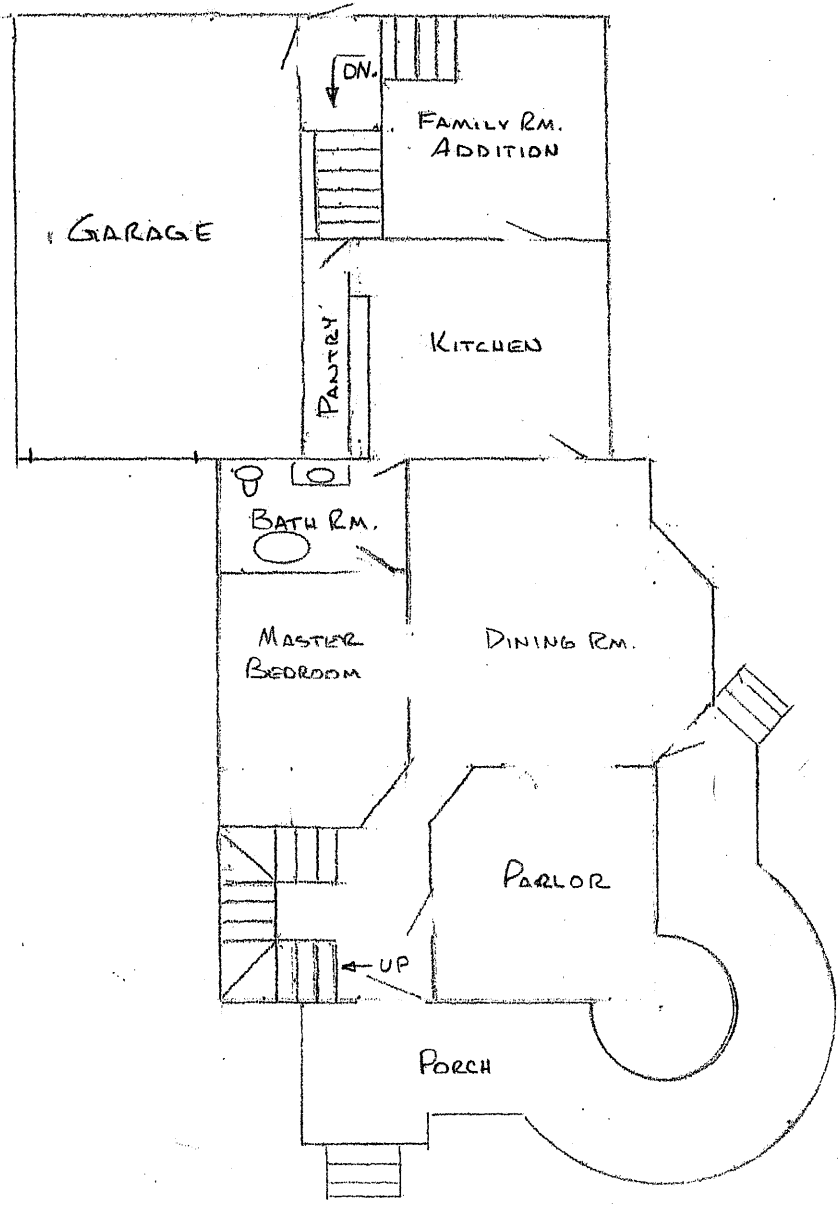 DN.
FAMILY RM.
ADDITION
GARAGE
KITCHEN
PANTRY
BATH RM.
MASTER
BEDROOM
DINING RM.
PARLOR
UP
PORCH